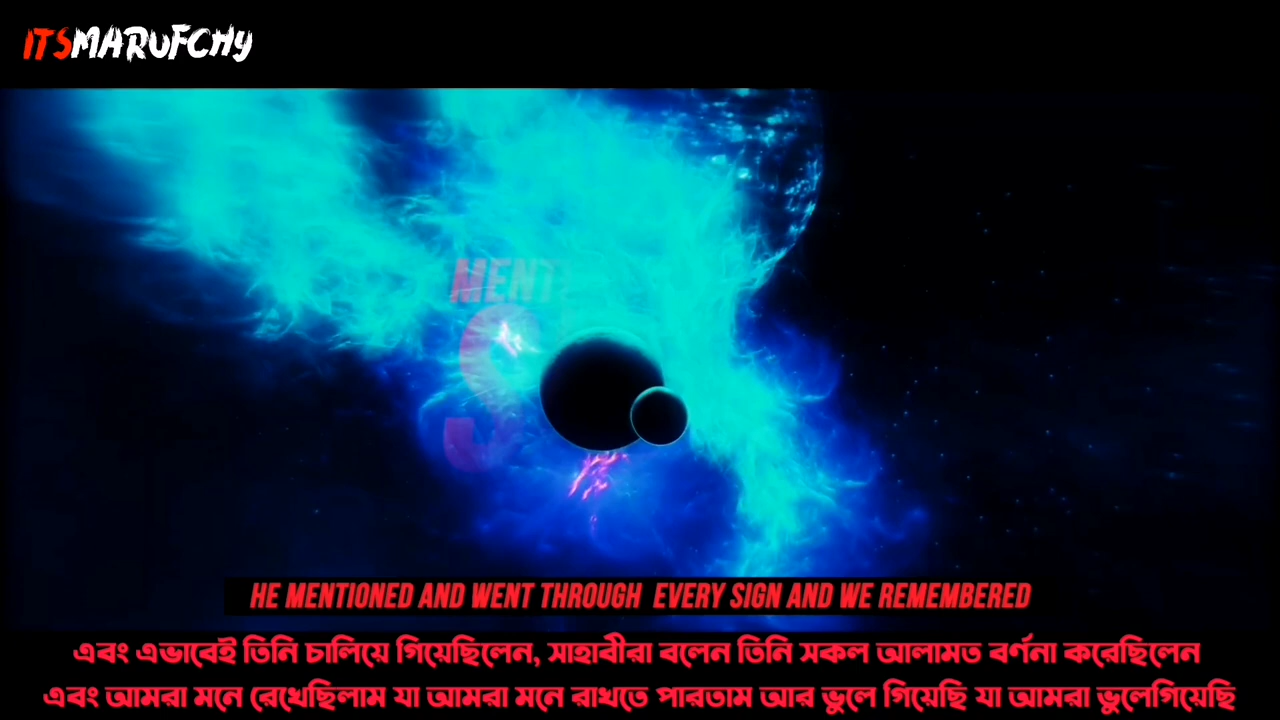 ITSMARUFCHY
MENT
HE MENTIONED AND WENT THROUGH EVERY SIGN AND WE REMEMBERED
এবং এভাবেই তিনি চালিয়ে গিয়েছিলেন, সাহাবীরা বলেন তিনি সকল আলামত বর্ণনা করেছিলেন
এবং আমরা মনে রেখেছিলাম যা আমরা মনে রাখতে পারতাম আর ভুলে গিয়েছি যা আমরা ভুলেগিয়েছি